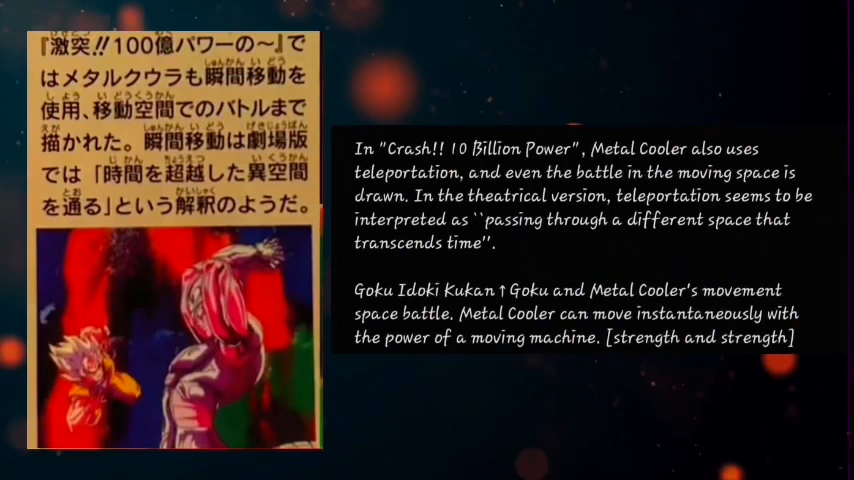 『激突!!100億パワーの〜』で
はメタルクウラも瞬間移動を
使用、移動空間でのバトルまで
描かれた。瞬間移動は劇場版
では「時間を超越した異空間
を通る」という解釈のようだ。
In "Crash!! 10 Billion Power", Metal Cooler also uses
teleportation, and even the battle in the moving space is
drawn. In the theatrical version, teleportation seems to be
interpreted as ``passing through a different space that
transcends time".
Goku Idoki Kukan ↑ Goku and Metal Cooler's movement
space battle. Metal Cooler can move instantaneously with
the power of a moving machine. [strength and strength]